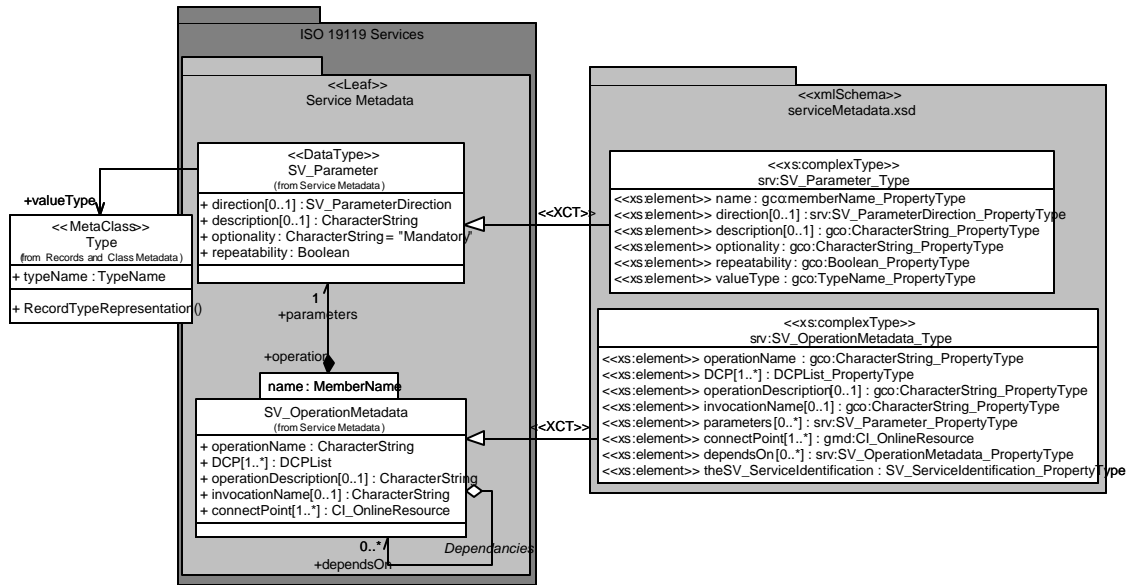 ISO 19119 Services
<<Leaf>>
Service Metadata
<<DataType>>
SV_Parameter
(from Service Metadata)
+ direction[0..1] : SV_ParameterDirection
+ description[0..1] : CharacterString
+ optionality : CharacterString = "Mandatory"
+ repeatability : Boolean
+valueType
<<MetaClass>>
Type
(from Records and Class Metadata)
+ typeName : TypeName
+ RecordTypeRepresentation()
1
+parameters
+operation
name : MemberName
SV_OperationMetadata
(from Service Metadata)
+ operationName : CharacterString
+ DCP[1..*] : DCPList
+ operationDescription[0..1] : CharacterString
+ invocationName[0..1] : CharacterString
+ connectPoint[1..*] : CI_OnlineResource
0..*
+dependsOn
Dependancies
<<XCT>>
<<XCT>>
<<xmlSchema>>
serviceMetadata.xsd
<<xs:complexType>>
srv:SV_Parameter_Type
<<xs:element>> name : gco:memberName_PropertyType
<<xs:element>> direction[0..1] : srv:SV_ParameterDirection_PropertyType
<<xs:element>> description[0..1] : gco:CharacterString_PropertyType
<<xs:element>> optionality : gco:CharacterString_PropertyType
<<xs:element>> repeatability : gco:Boolean_PropertyType
<<xs:element>> valueType : gco:TypeName_PropertyType
<<xs:complexType>>
srv:SV_OperationMetadata_Type
<<xs:element>> operationName : gco:CharacterString_PropertyType
<<xs:element>> DCP[1..*] : DCPList_PropertyType
<<xs:element>> operationDescription[0..1] : gco:CharacterString_PropertyType
<<xs:element>> invocationName[0..1] : gco:CharacterString_PropertyType
<<xs:element>> parameters[0..*] : srv:SV_Parameter_PropertyType
<<xs:element>> connectPoint[1..*] : gmd:CI_OnlineResource
<<xs:element>> dependsOn[0..*] : srv:SV_OperationMetadata_PropertyType
<<xs:element>> theSV_ServiceIdentification : SV_ServiceIdentification_PropertyType